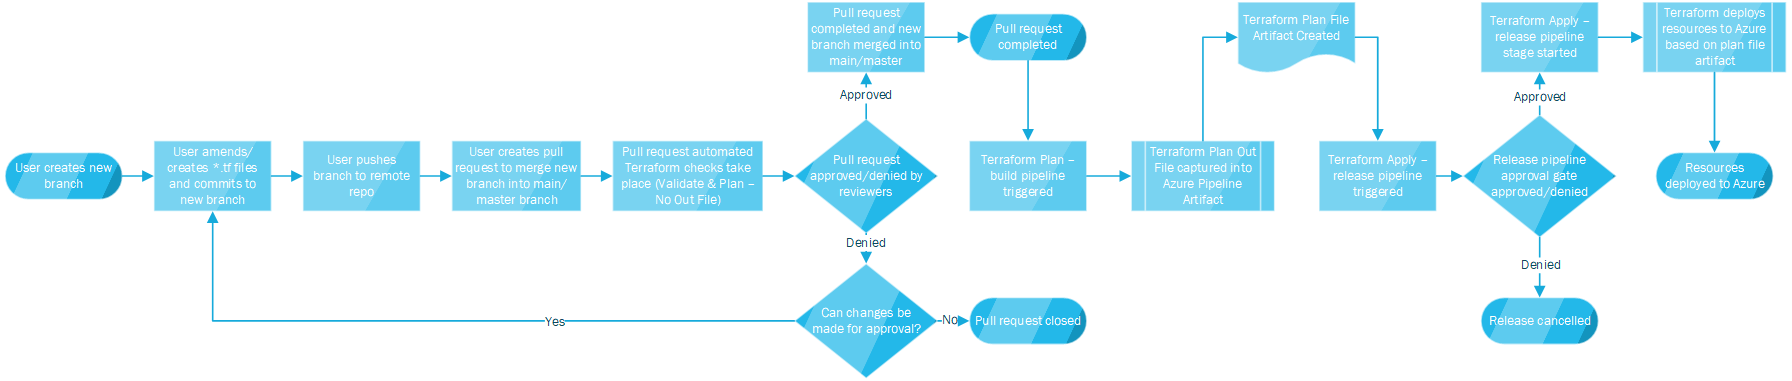 User creates new
branch
User amends/
creates *.tf files
and commits to
new branch
User pushes
branch to remote
repo
User creates pull
request to merge new
branch into main/
master branch
Pull request automated
Terraform checks take
place (Validate & Plan –
No Out File)
Pull request
approved/denied by
reviewers
Approved
Pull request
completed and new
branch merged into
main/master
Pull request
completed
Denied
Can changes be
made for approval?
Yes
No
Pull request closed
Terraform Plan –
build pipeline
triggered
Terraform Plan Out
File captured into
Azure Pipeline
Artifact
Terraform Plan File
Artifact Created
Terraform Apply –
release pipeline
triggered
Release pipeline
approval gate
approved/denied
Approved
Terraform Apply –
release pipeline
stage started
Terraform deploys
resources to Azure
based on plan file
artifact
Resources
deployed to Azure
Denied
Release cancelled